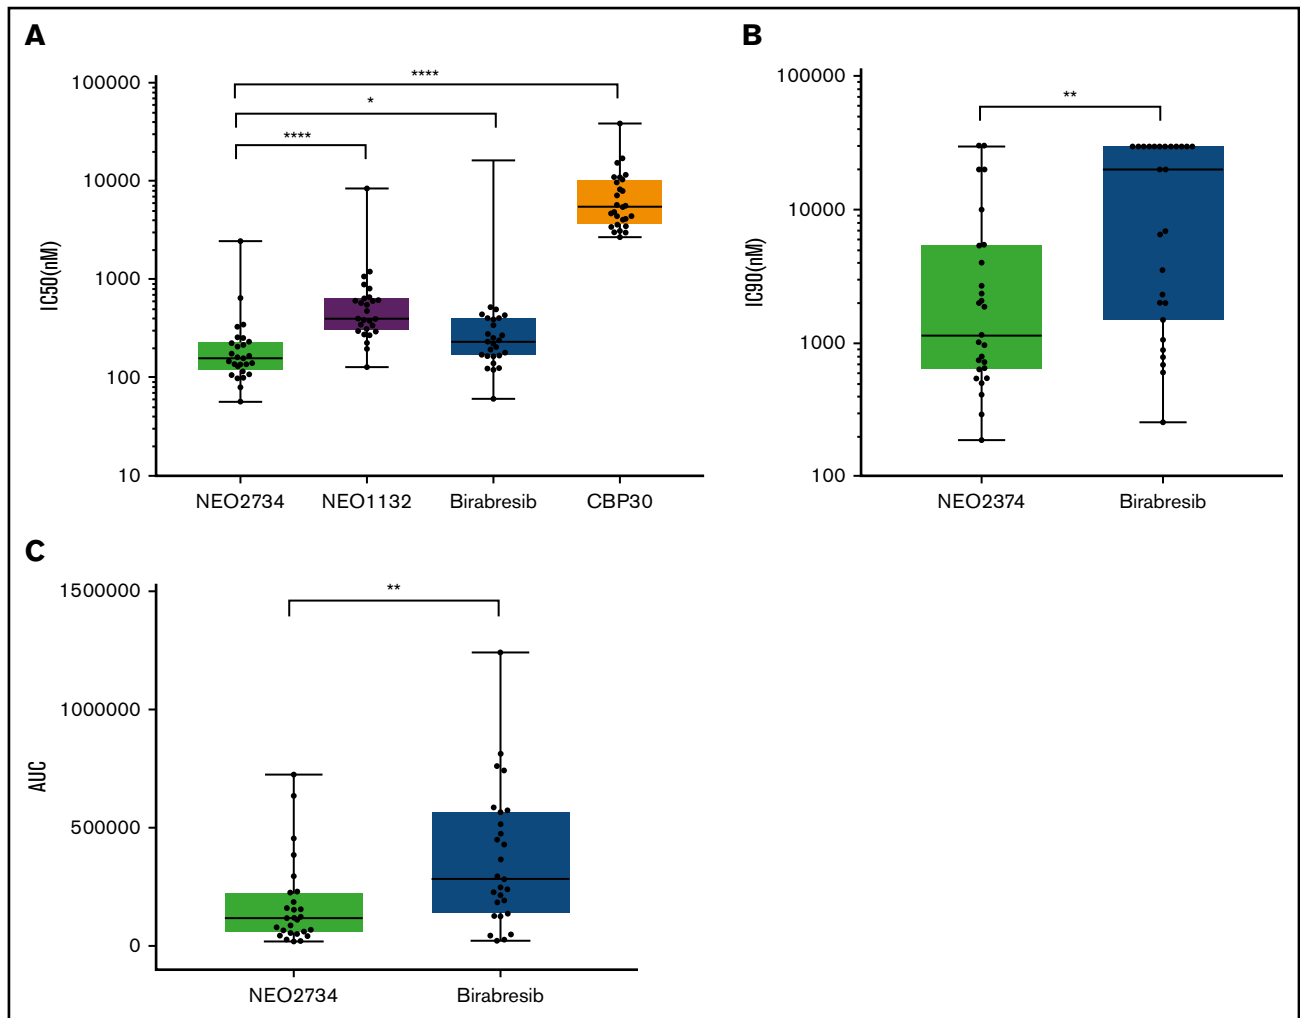 A
100000
10000
1000
100
10
IC50(nM)
****
*
****
NEO2734 NEO1132 Birabresib CBP30
B
100000
10000
1000
100
IC90(nM)
**
NEO2374 Birabresib
C
1500000
1000000
500000
0
AUC
**
NEO2734 Birabresib